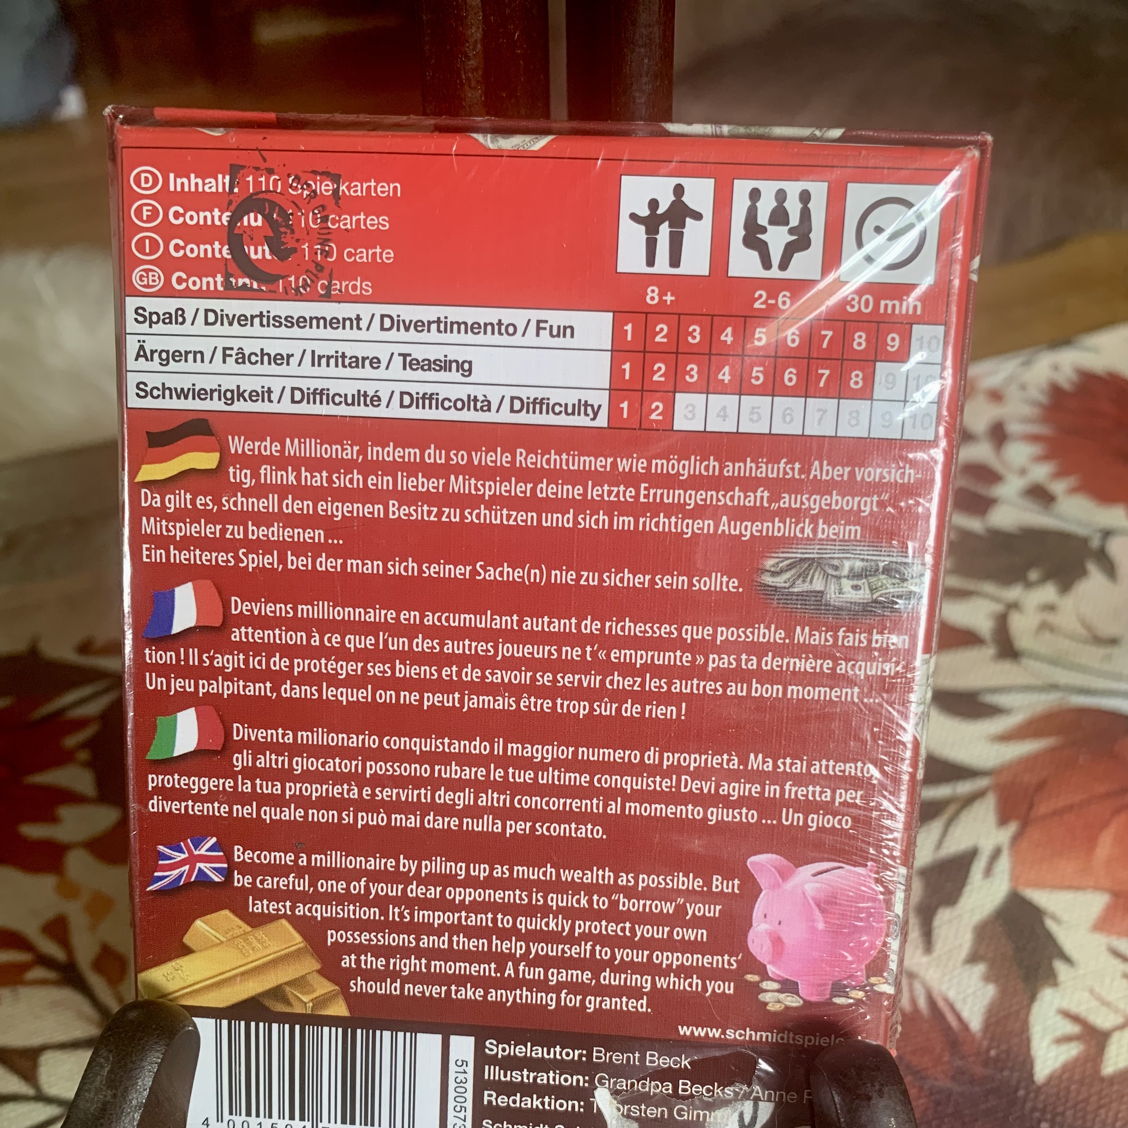 D Inhalt: 110 Spielkarten
F Contenu : 110 cartes
I Contenuto: 110 carte
GB Content: 110 cards
8+ 2-6 30 min
Spaß / Divertissement / Divertimento / Fun 1 2 3 4 5 6 7 8 9 10
Ärgern / Fâcher / Irritare / Teasing 1 2 3 4 5 6 7 8 9 10
Schwierigkeit / Difficulté / Difficoltà / Difficulty 1 2 3 4 5 6 7 8 9 10
Werde Millionär, indem du so viele Reichtümer wie möglich anhäufst. Aber vorsich-
tig, flink hat sich ein lieber Mitspieler deine letzte Errungenschaft „ausgeborgt“.
Da gilt es, schnell den eigenen Besitz zu schützen und sich im richtigen Augenblick beim
Mitspieler zu bedienen ...
Ein heiteres Spiel, bei der man sich seiner Sache(n) nie zu sicher sein sollte.
Deviens millionnaire en accumulant autant de richesses que possible. Mais fais bien
attention à ce que l‘un des autres joueurs ne t‘« emprunte » pas ta dernière acquisi-
tion ! Il s‘agit ici de protéger ses biens et de savoir se servir chez les autres au bon moment ...
Un jeu palpitant, dans lequel on ne peut jamais être trop sûr de rien !
Diventa milionario conquistando il maggior numero di proprietà. Ma stai attento,
gli altri giocatori possono rubare le tue ultime conquiste! Devi agire in fretta per
proteggere la tua proprietà e servirti degli altri concorrenti al momento giusto ... Un gioco
divertente nel quale non si può mai dare nulla per scontato.
Become a millionaire by piling up as much wealth as possible. But
be careful, one of your dear opponents is quick to “borrow” your
latest acquisition. It‘s important to quickly protect your own
possessions and then help yourself to your opponents‘
at the right moment. A fun game, during which you
should never take anything for granted.
www.schmidtspiele
Spielautor: Brent Beck
Illustration: Grandpa Becks / Anne
Redaktion: Thorsten
5130057